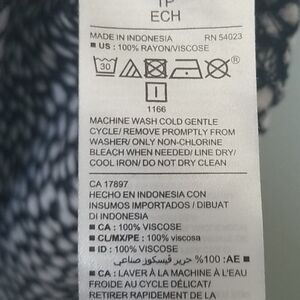 TP
ECH
MADE IN INDONESIA RN 54023
■ US : 100% RAYON/VISCOSE
30
I
1166
MACHINE WASH COLD GENTLE
CYCLE/ REMOVE PROMPTLY FROM
WASHER/ ONLY NON-CHLORINE
BLEACH WHEN NEEDED/ LINE DRY/
COOL IRON/ DO NOT DRY CLEAN
CA 17897
HECHO EN INDONESIA CON
INSUMOS IMPORTADOS / DIBUAT
DI INDONESIA
■ CA : 100% VISCOSE
■ CL/MX/PE : 100% viscosa
■ ID : 100% VISCOSE
■ AE: 100% حرير فيسكوز صناعي
■ CA : LAVER À LA MACHINE À L'EAU
FROIDE AU CYCLE DÉLICAT/
RETIRER RAPIDEMENT DE LA